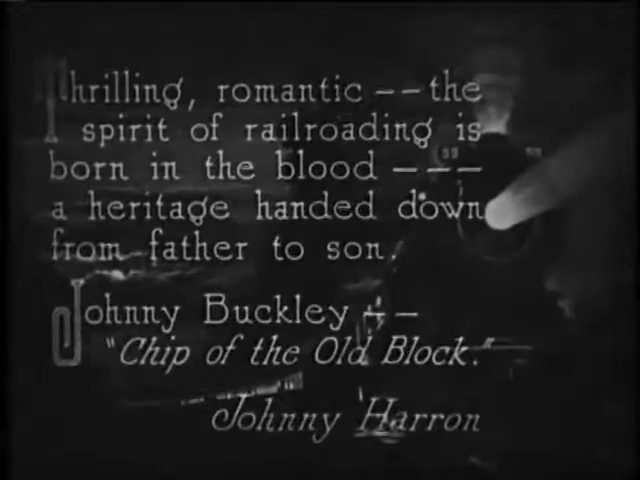 Thrilling, romantic -- the
spirit of railroading is
born in the blood ---
a heritage handed down
from father to son.
Johnny Buckley --
"Chip of the Old Block."
Johnny Harron